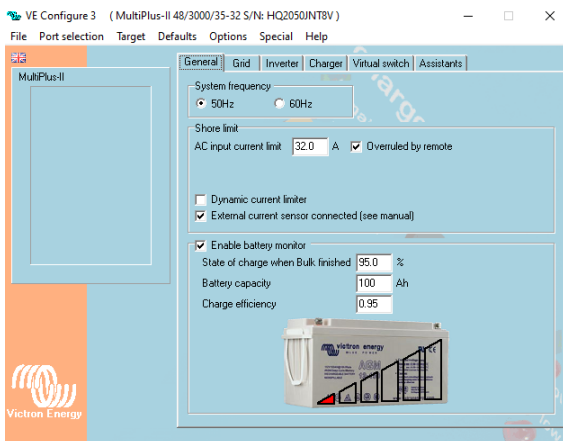 VE Configure 3 ( MultiPlus-II 48/3000/35-32 S/N: HQ2050JNT8V )
File Port selection Target Defaults Options Special Help
MultiPlus-II
General Grid Inverter Charger Virtual switch Assistants
System frequency
50Hz 60Hz
Shore limit
AC input current limit 32.0 A Overruled by remote
Dynamic current limiter
External current sensor connected (see manual)
Enable battery monitor
State of charge when Bulk finished 95.0 %
Battery capacity 100 Ah
Charge efficiency 0.95
victron energy
BLUE POWER
AGM
Victron Energy